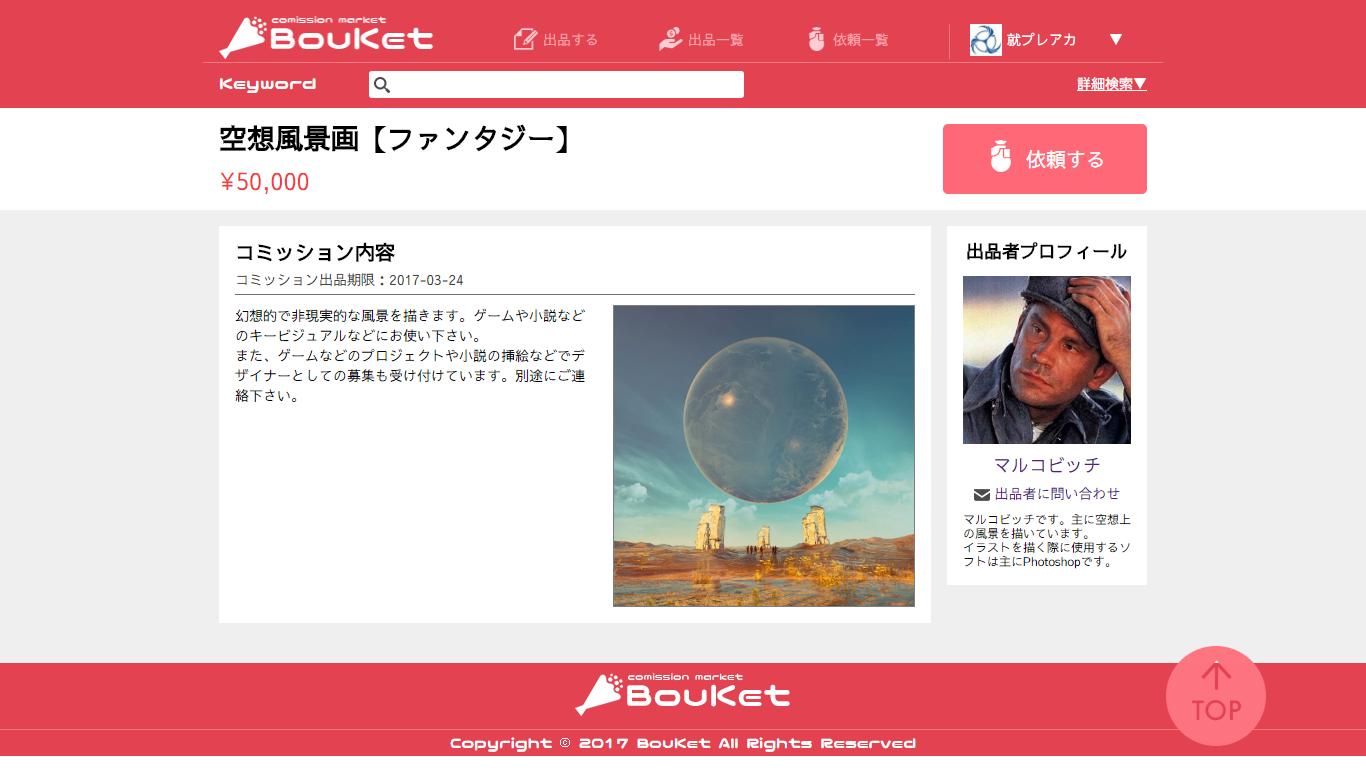 comission market
BouKet
出品する
出品一覧
依頼一覧
就プレアカ ▼
Keyword
詳細検索▼
空想風景画【ファンタジー】
¥50,000
依頼する
コミッション内容
コミッション出品期限：2017-03-24
幻想的で非現実的な風景を描きます。ゲームや小説など
のキービジュアルなどにお使い下さい。
また、ゲームなどのプロジェクトや小説の挿絵などでデ
ザイナーとしての募集も受け付けています。別途にご連
絡下さい。
出品者プロフィール
マルコビッチ
出品者に問い合わせ
マルコビッチです。主に空想上
の風景を描いています。
イラストを描く際に使用するソ
フトは主にPhotoshopです。
comission market
BouKet
TOP
Copyright © 2017 BouKet All Rights Reserved